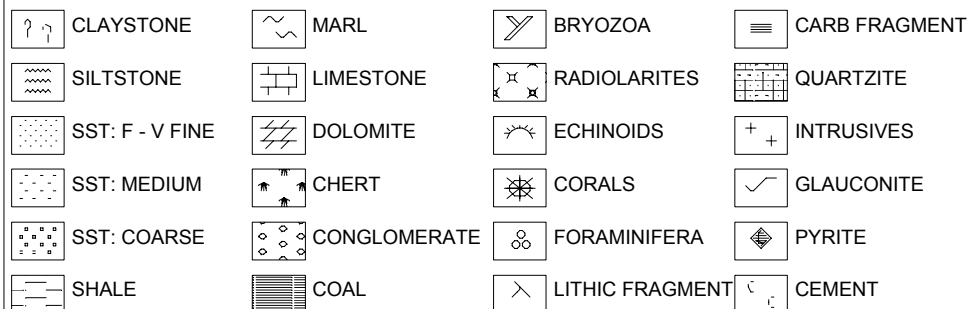 CLAYSTONE MARL BRYOZOA CARB FRAGMENT
SILTSTONE LIMESTONE RADIOLARITES QUARTZITE
SST: F - V FINE DOLOMITE ECHINOIDS INTRUSIVES
SST: MEDIUM CHERT CORALS GLAUCONITE
SST: COARSE CONGLOMERATE FORAMINIFERA PYRITE
SHALE COAL LITHIC FRAGMENT CEMENT